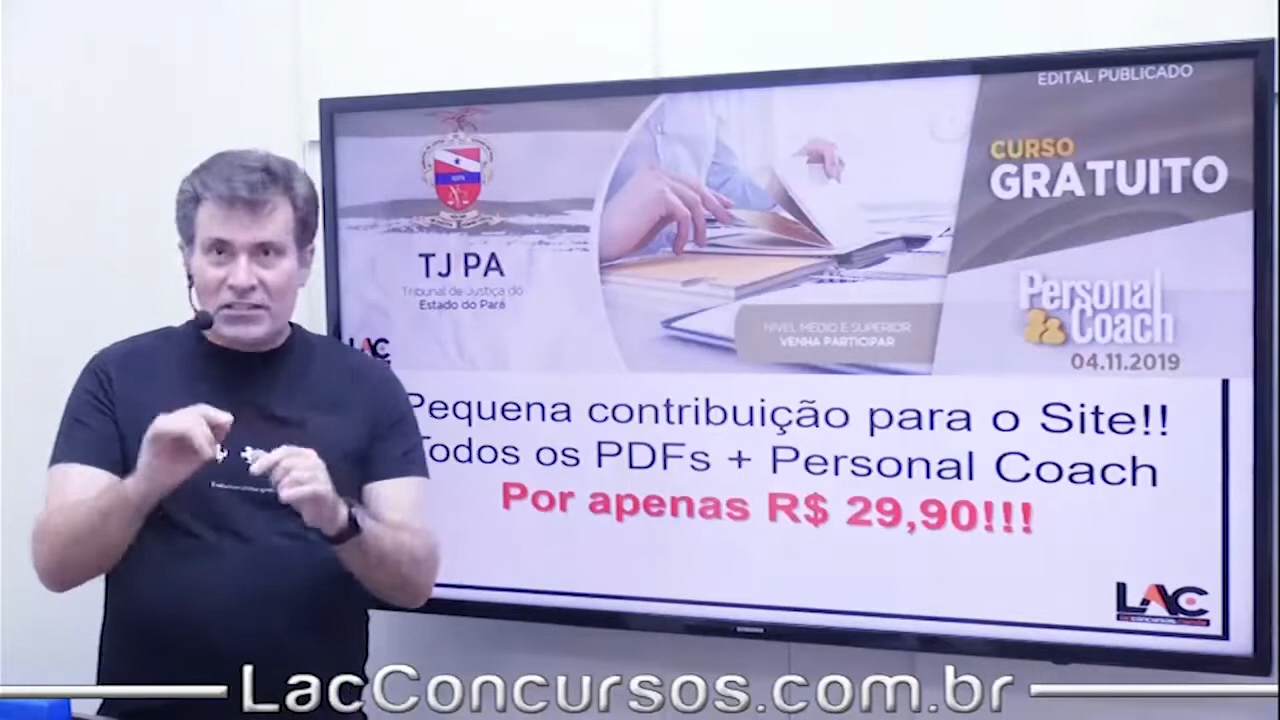 EDITAL PUBLICADO
CURSO
GRATUITO
TJ PA
Tribunal de Justiça do
Estado do Pará
Personal
Coach
04.11.2019
NÍVEL MÉDIO E SUPERIOR
VENHA PARTICIPAR
LAC
Pequena contribuição para o Site!!
Todos os PDFs + Personal Coach
Por apenas R$ 29,90!!!
LAC
LacConcursos.com.br